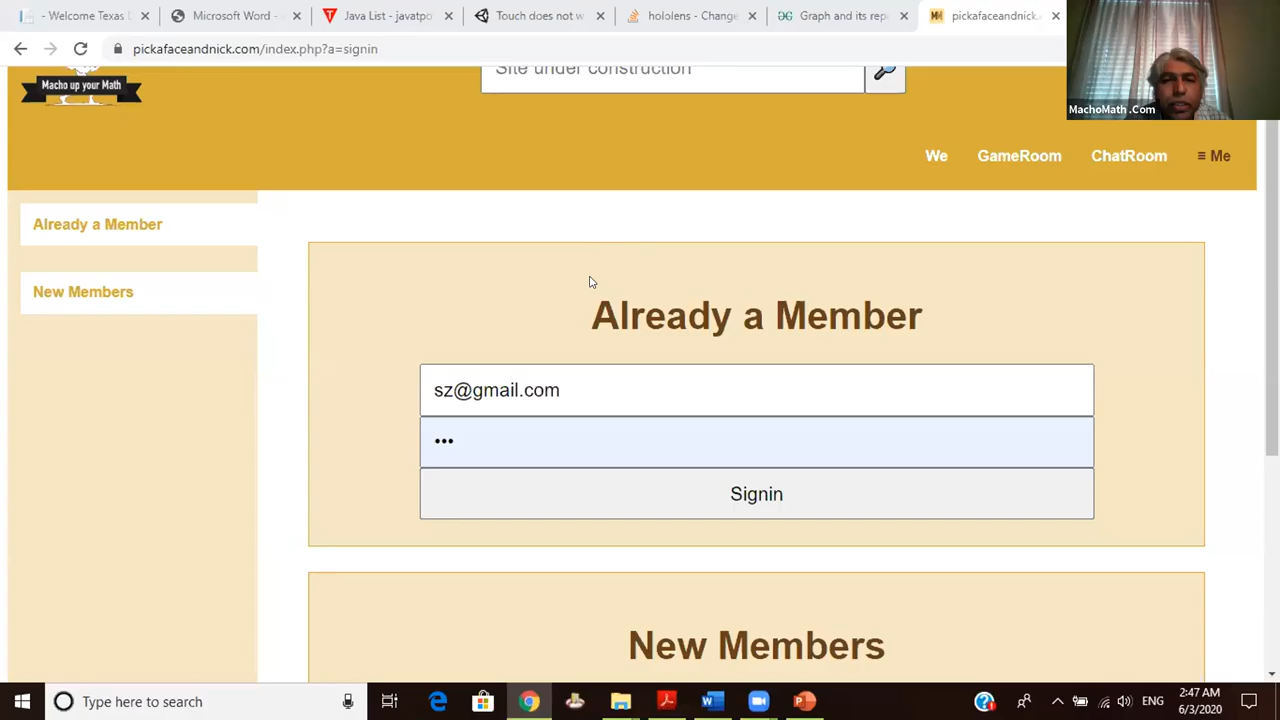 - Welcome Texas D
Microsoft Word -
Java List - javatpo
Touch does not w
hololens - Change
Graph and its rep
pickafaceandnick.
pickafaceandnick.com/index.php?a=signin
Macho up your Math
Site under construction
MachoMath .Com
We
GameRoom
ChatRoom
≡ Me
Already a Member
New Members
Already a Member
sz@gmail.com
•••
Signin
New Members
Type here to search
ENG
2:47 AM
6/3/2020